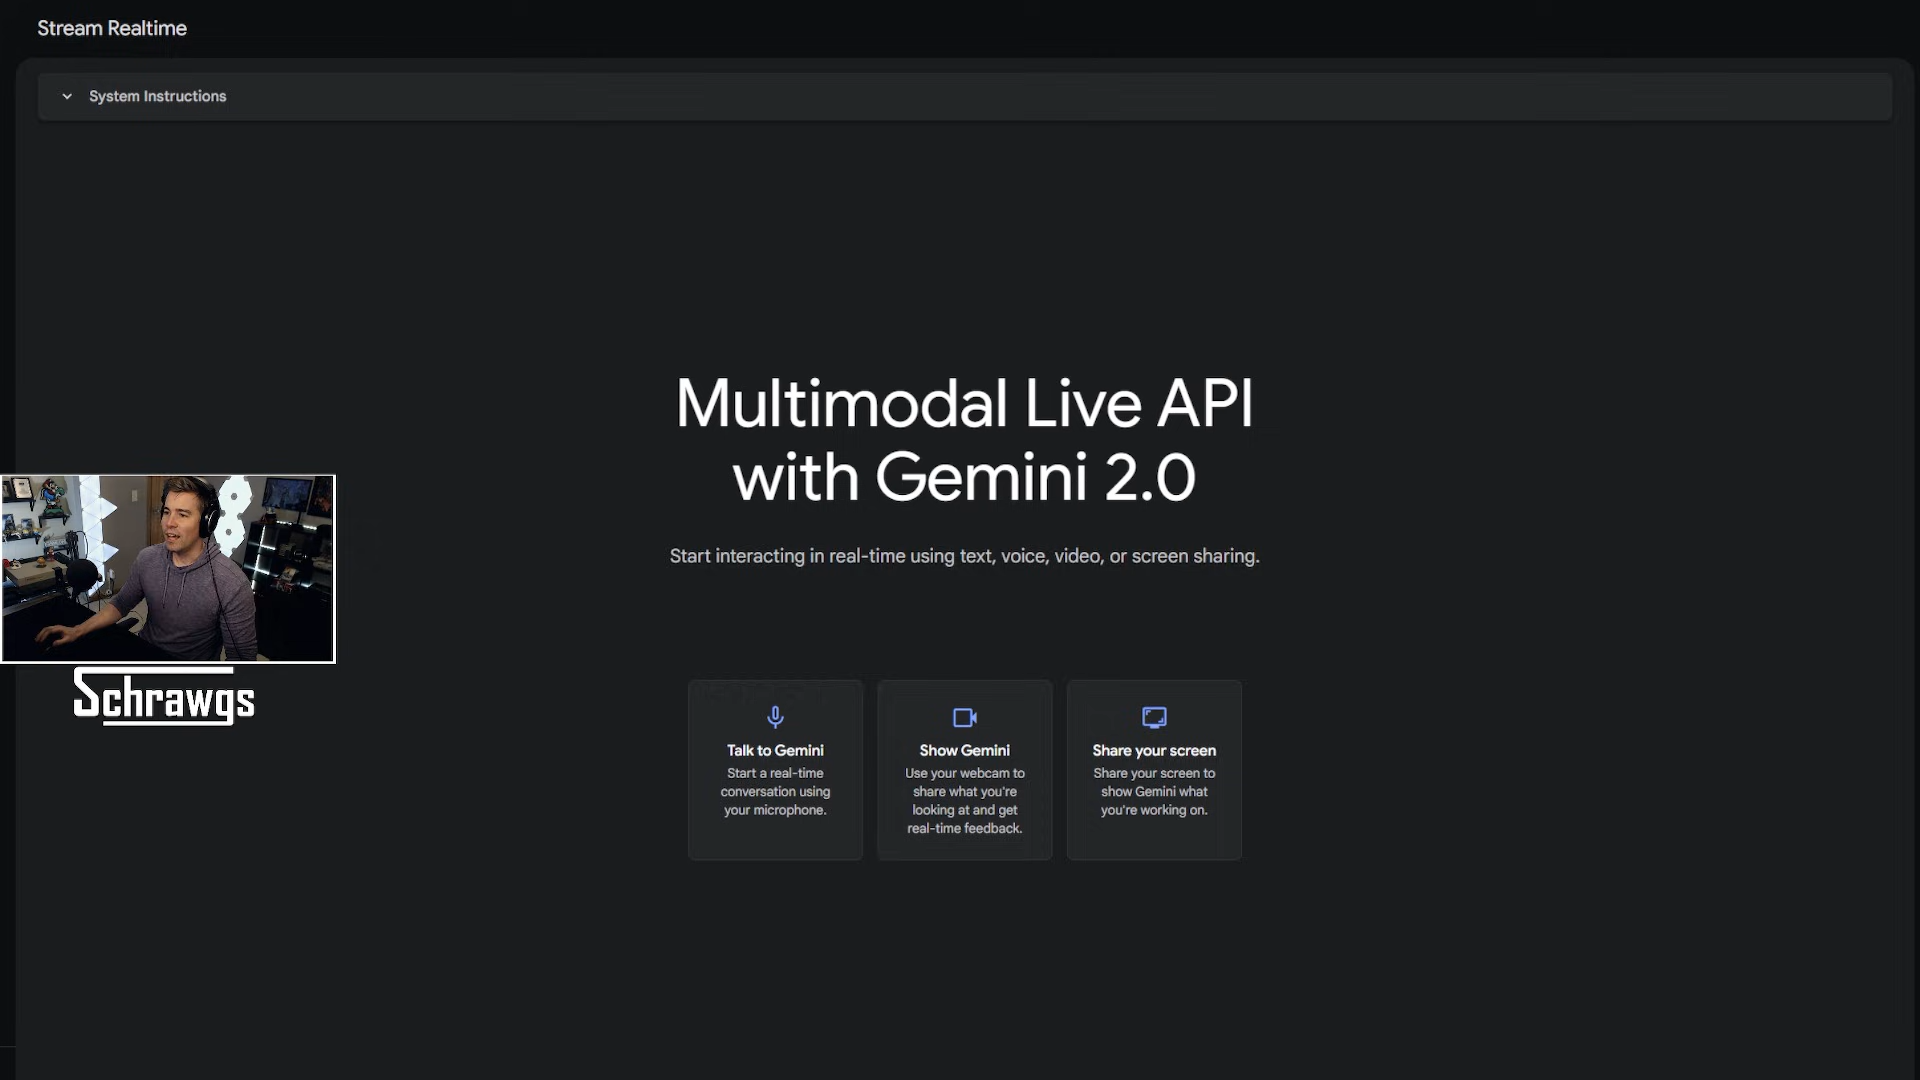 Stream Realtime
System Instructions
Multimodal Live API
with Gemini 2.0
Start interacting in real-time using text, voice, video, or screen sharing.
Schrawgs
Talk to Gemini
Start a real-time
conversation using
your microphone.
Show Gemini
Use your webcam to
share what you're
looking at and get
real-time feedback.
Share your screen
Share your screen to
show Gemini what
you're working on.